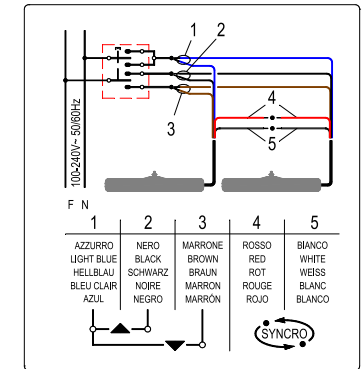 1
2
3
4
5
100-240V~ 50/60Hz
F N
1 2 3 4 5
AZZURRO NERO MARRONE ROSSO BIANCO
LIGHT BLUE BLACK BROWN RED WHITE
HELLBLAU SCHWARZ BRAUN ROT WEISS
BLEU CLAIR NOIRE MARRON ROUGE BLANC
AZUL NEGRO MARRÓN ROJO BLANCO
SYNCRO